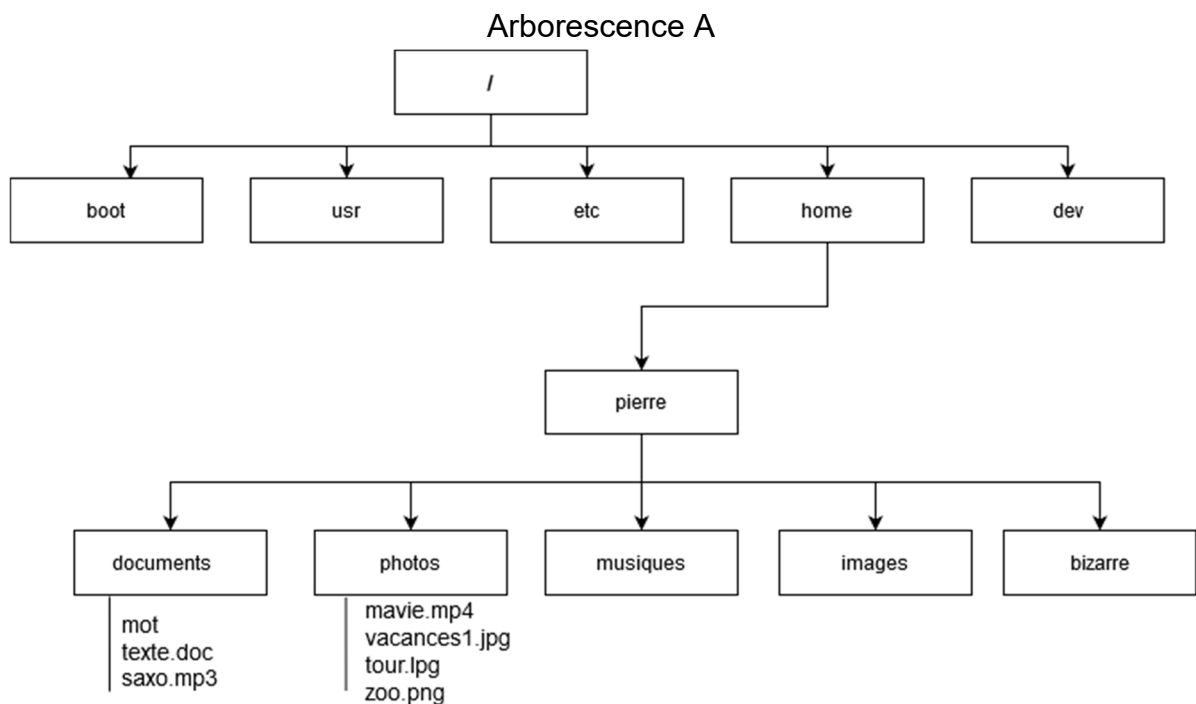 Arborescence A
/
boot
usr
etc
home
dev
pierre
documents
photos
musiques
images
bizarre
mot
texte.doc
saxo.mp3
mavie.mp4
vacances1.jpg
tour.lpg
zoo.png